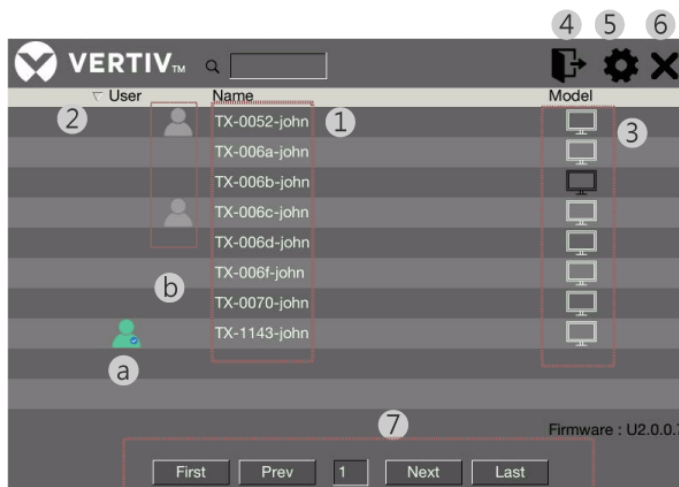 4 5 6
VERTIV™
User Name Model
2 TX-0052-john 1 3
TX-006a-john
TX-006b-john
TX-006c-john
TX-006d-john
b TX-006f-john
TX-0070-john
TX-1143-john
a
7
Firmware : U2.0.0.7
First Prev 1 Next Last